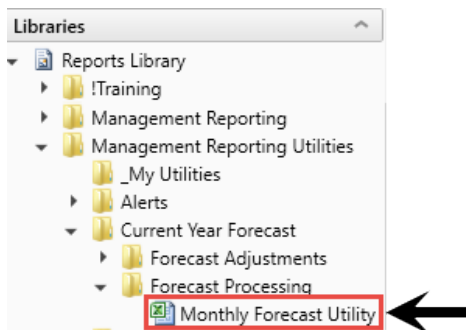 Libraries
Reports Library
!Training
Management Reporting
Management Reporting Utilities
_My Utilities
Alerts
Current Year Forecast
Forecast Adjustments
Forecast Processing
Monthly Forecast Utility